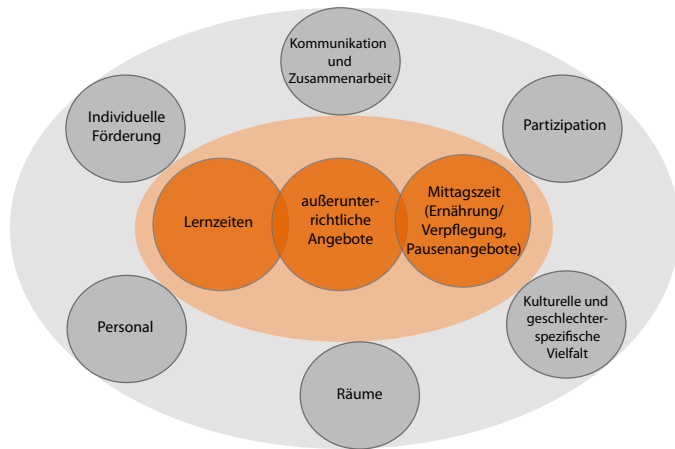 Kommunikation
und
Zusammenarbeit
Individuelle
Förderung
Partizipation
Lernzeiten
außerunter-
richtliche
Angebote
Mittagszeit
(Ernährung/
Verpflegung,
Pausenangebote)
Personal
Kulturelle und
geschlechter-
spezifische
Vielfalt
Räume